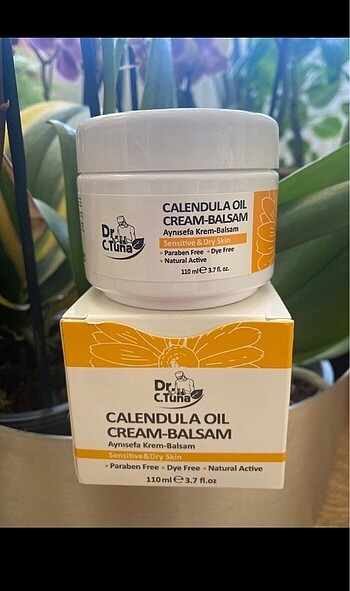 Dr.
C.Tuna
CALENDULA OIL
CREAM-BALSAM
Aynısefa Krem-Balsam
Sensitive & Dry Skin
• Paraben Free • Dye Free
• Natural Active
110 ml ℮ 3.7 fl. oz.
Dr.
C.Tuna
CALENDULA OIL
CREAM-BALSAM
Aynısefa Krem-Balsam
Sensitive&Dry Skin
• Paraben Free • Dye Free • Natural Active
110 ml ℮ 3.7 fl.oz